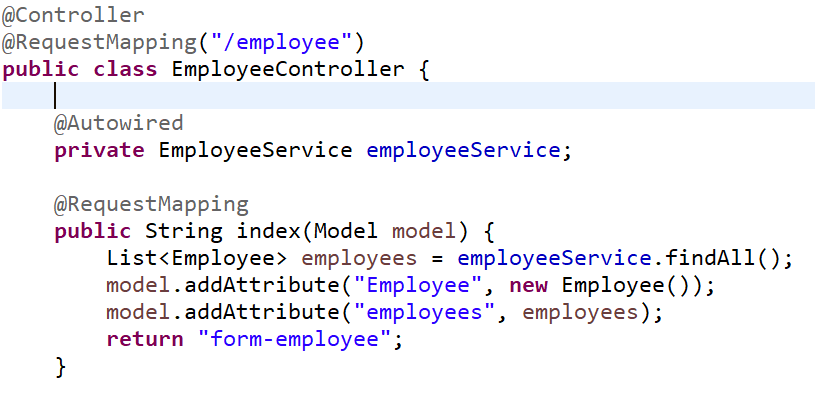 @Controller
@RequestMapping("/employee")
public class EmployeeController {
@Autowired
private EmployeeService employeeService;
@RequestMapping
public String index(Model model) {
List<Employee> employees = employeeService.findAll();
model.addAttribute("Employee", new Employee());
model.addAttribute("employees", employees);
return "form-employee";
}